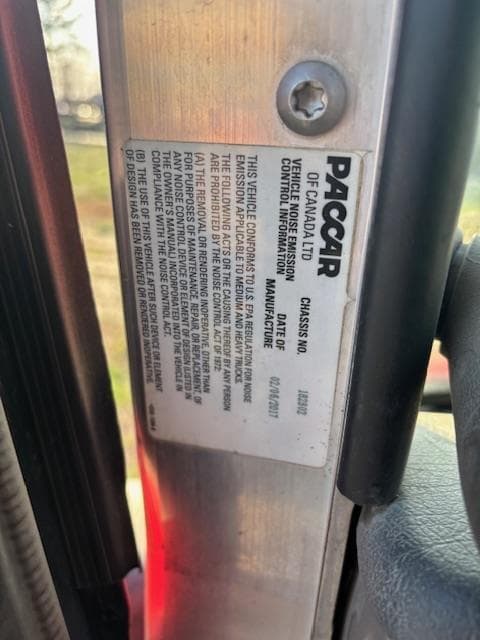 PACCAR
OF CANADA LTD
VEHICLE NOISE EMISSION
CONTROL INFORMATION
CHASSIS NO. 182802
DATE OF
MANUFACTURE 02/06/2017
THIS VEHICLE CONFORMS TO U.S. EPA REGULATION FOR NOISE
EMISSION APPLICABLE TO MEDIUM AND HEAVY TRUCKS.
THE FOLLOWING ACTS OR THE CAUSING THEREOF BY ANY PERSON
ARE PROHIBITED BY THE NOISE CONTROL ACT OF 1972:
(A) THE REMOVAL OR RENDERING INOPERATIVE, OTHER THAN
FOR PURPOSES OF MAINTENANCE, REPAIR, OR REPLACEMENT, OF
ANY NOISE CONTROL DEVICE OR ELEMENT OF DESIGN (LISTED IN
THE OWNER'S MANUAL) INCORPORATED INTO THE VEHICLE IN
COMPLIANCE WITH THE NOISE CONTROL ACT.
(B) THE USE OF THIS VEHICLE AFTER SUCH DEVICE OR ELEMENT
OF DESIGN HAS BEEN REMOVED OR RENDERED INOPERATIVE.